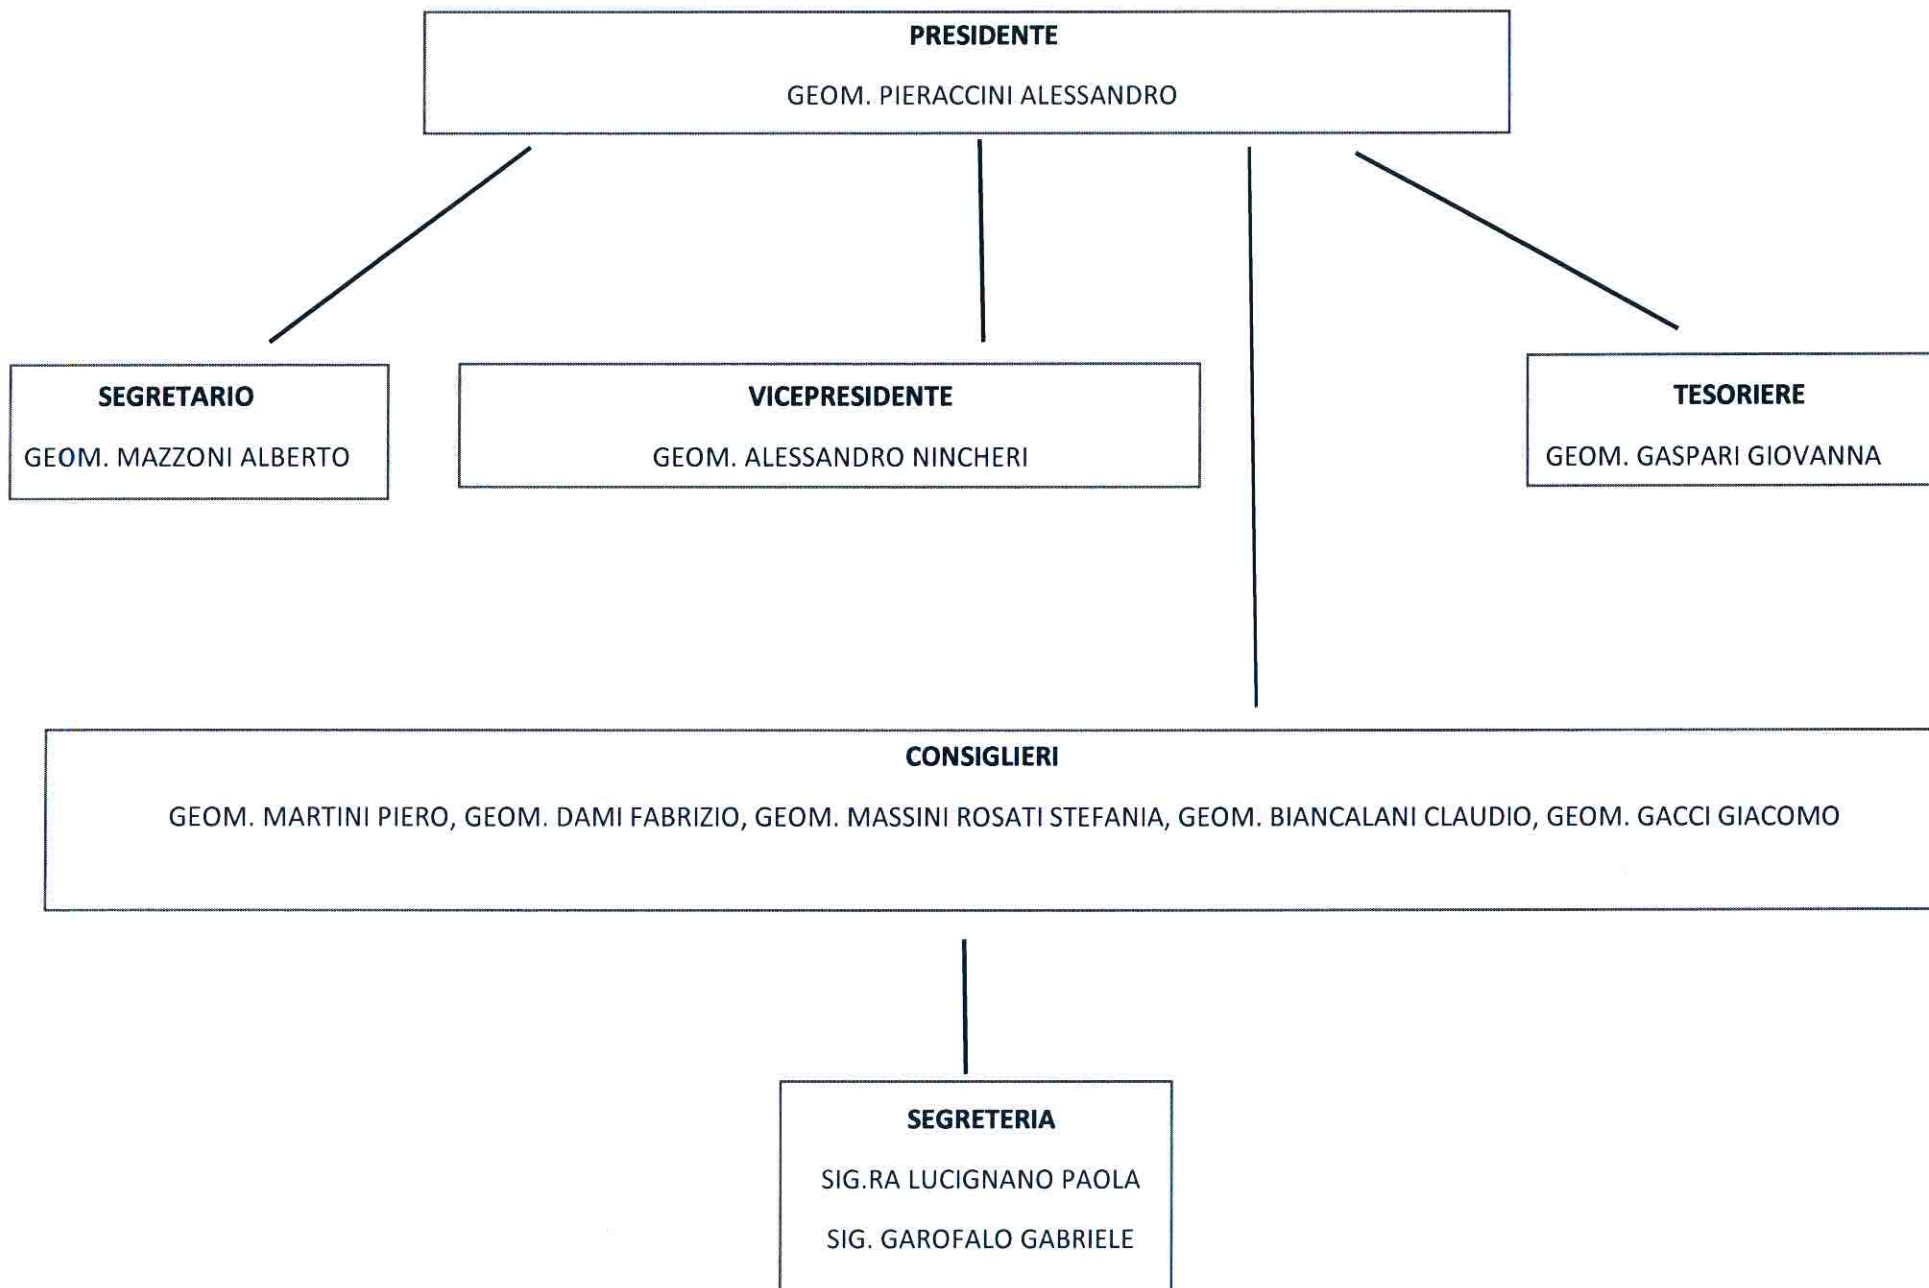 PRESIDENTE
GEOM. PIERACCINI ALESSANDRO
SEGRETARIO
GEOM. MAZZONI ALBERTO
VICEPRESIDENTE
GEOM. ALESSANDRO NINCHERI
TESORIERE
GEOM. GASPARI GIOVANNA
CONSIGLIERI
GEOM. MARTINI PIERO, GEOM. DAMI FABRIZIO, GEOM. MASSINI ROSATI STEFANIA, GEOM. BIANCALANI CLAUDIO, GEOM. GACCI GIACOMO
SEGRETERIA
SIG.RA LUCIGNANO PAOLA
SIG. GAROFALO GABRIELE